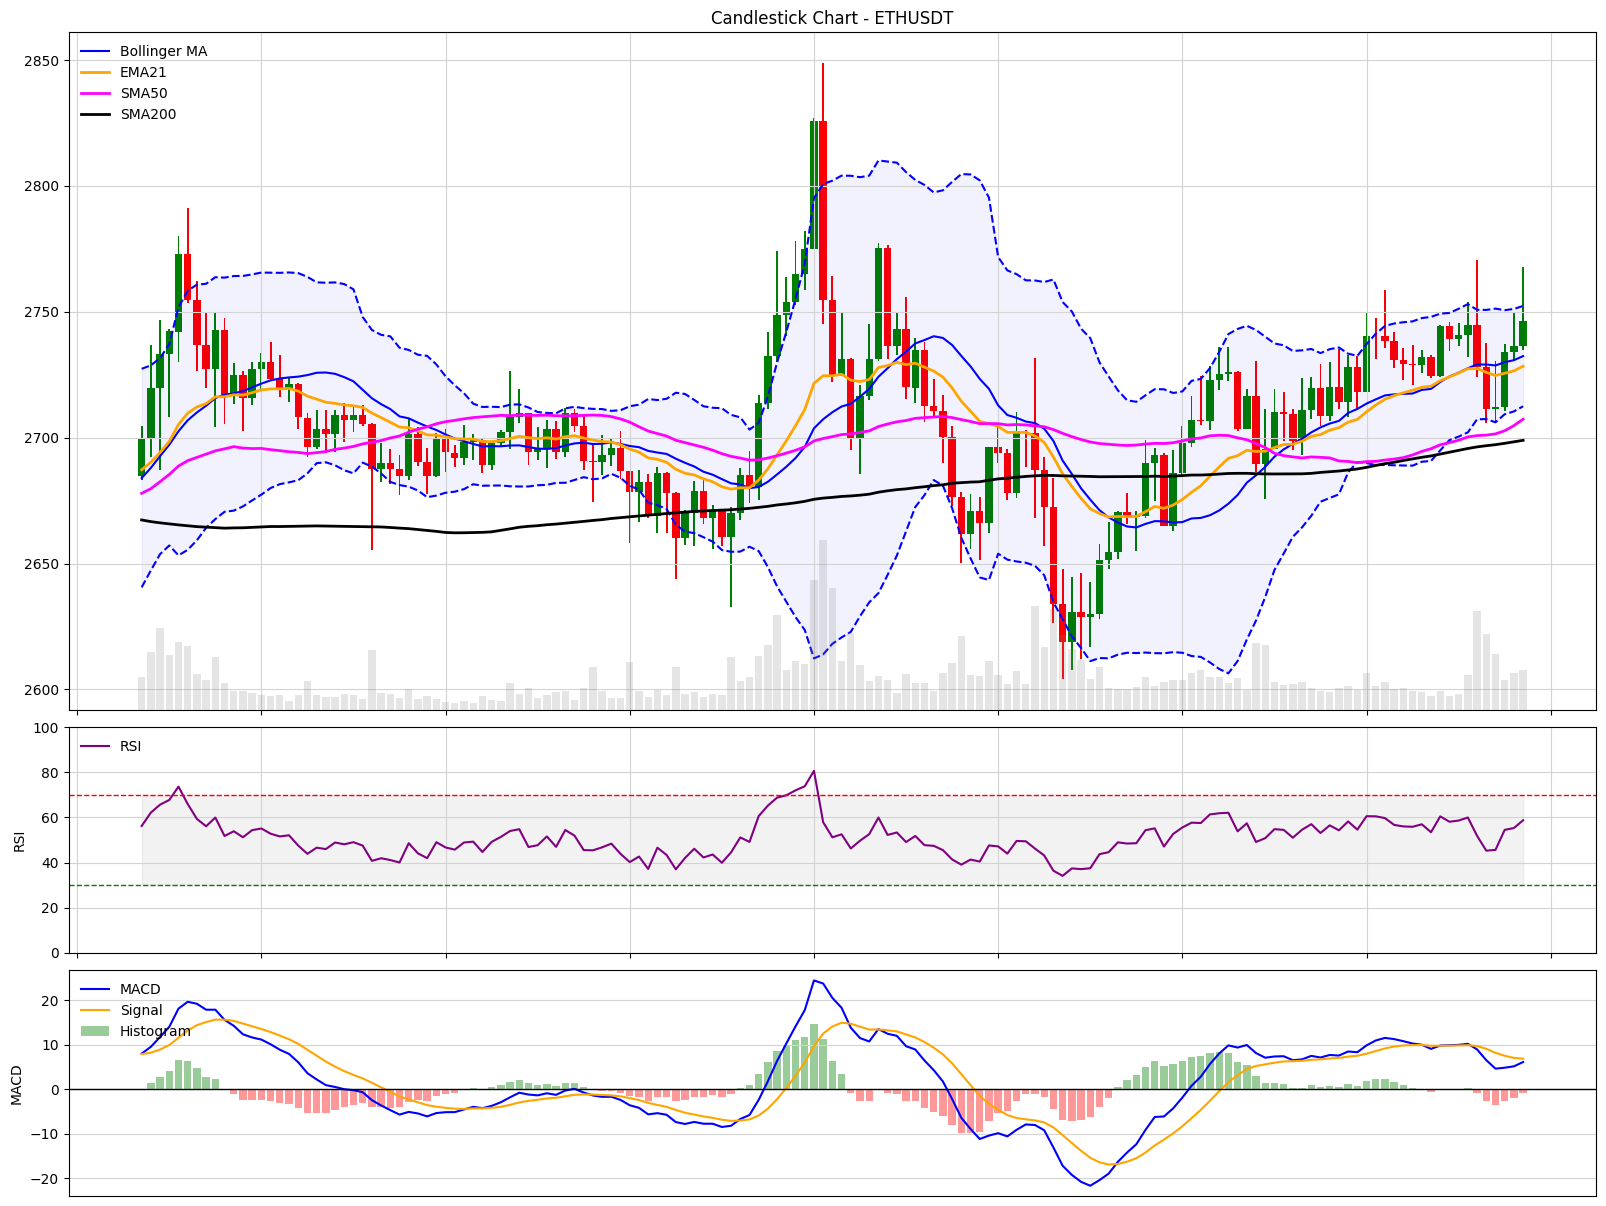 Candlestick Chart - ETHUSDT
Bollinger MA
EMA21
SMA50
SMA200
2850
2800
2750
2700
2650
2600
RSI
100
80
60
40
20
0
RSI
MACD
Signal
Histogram
20
10
0
−10
−20
MACD